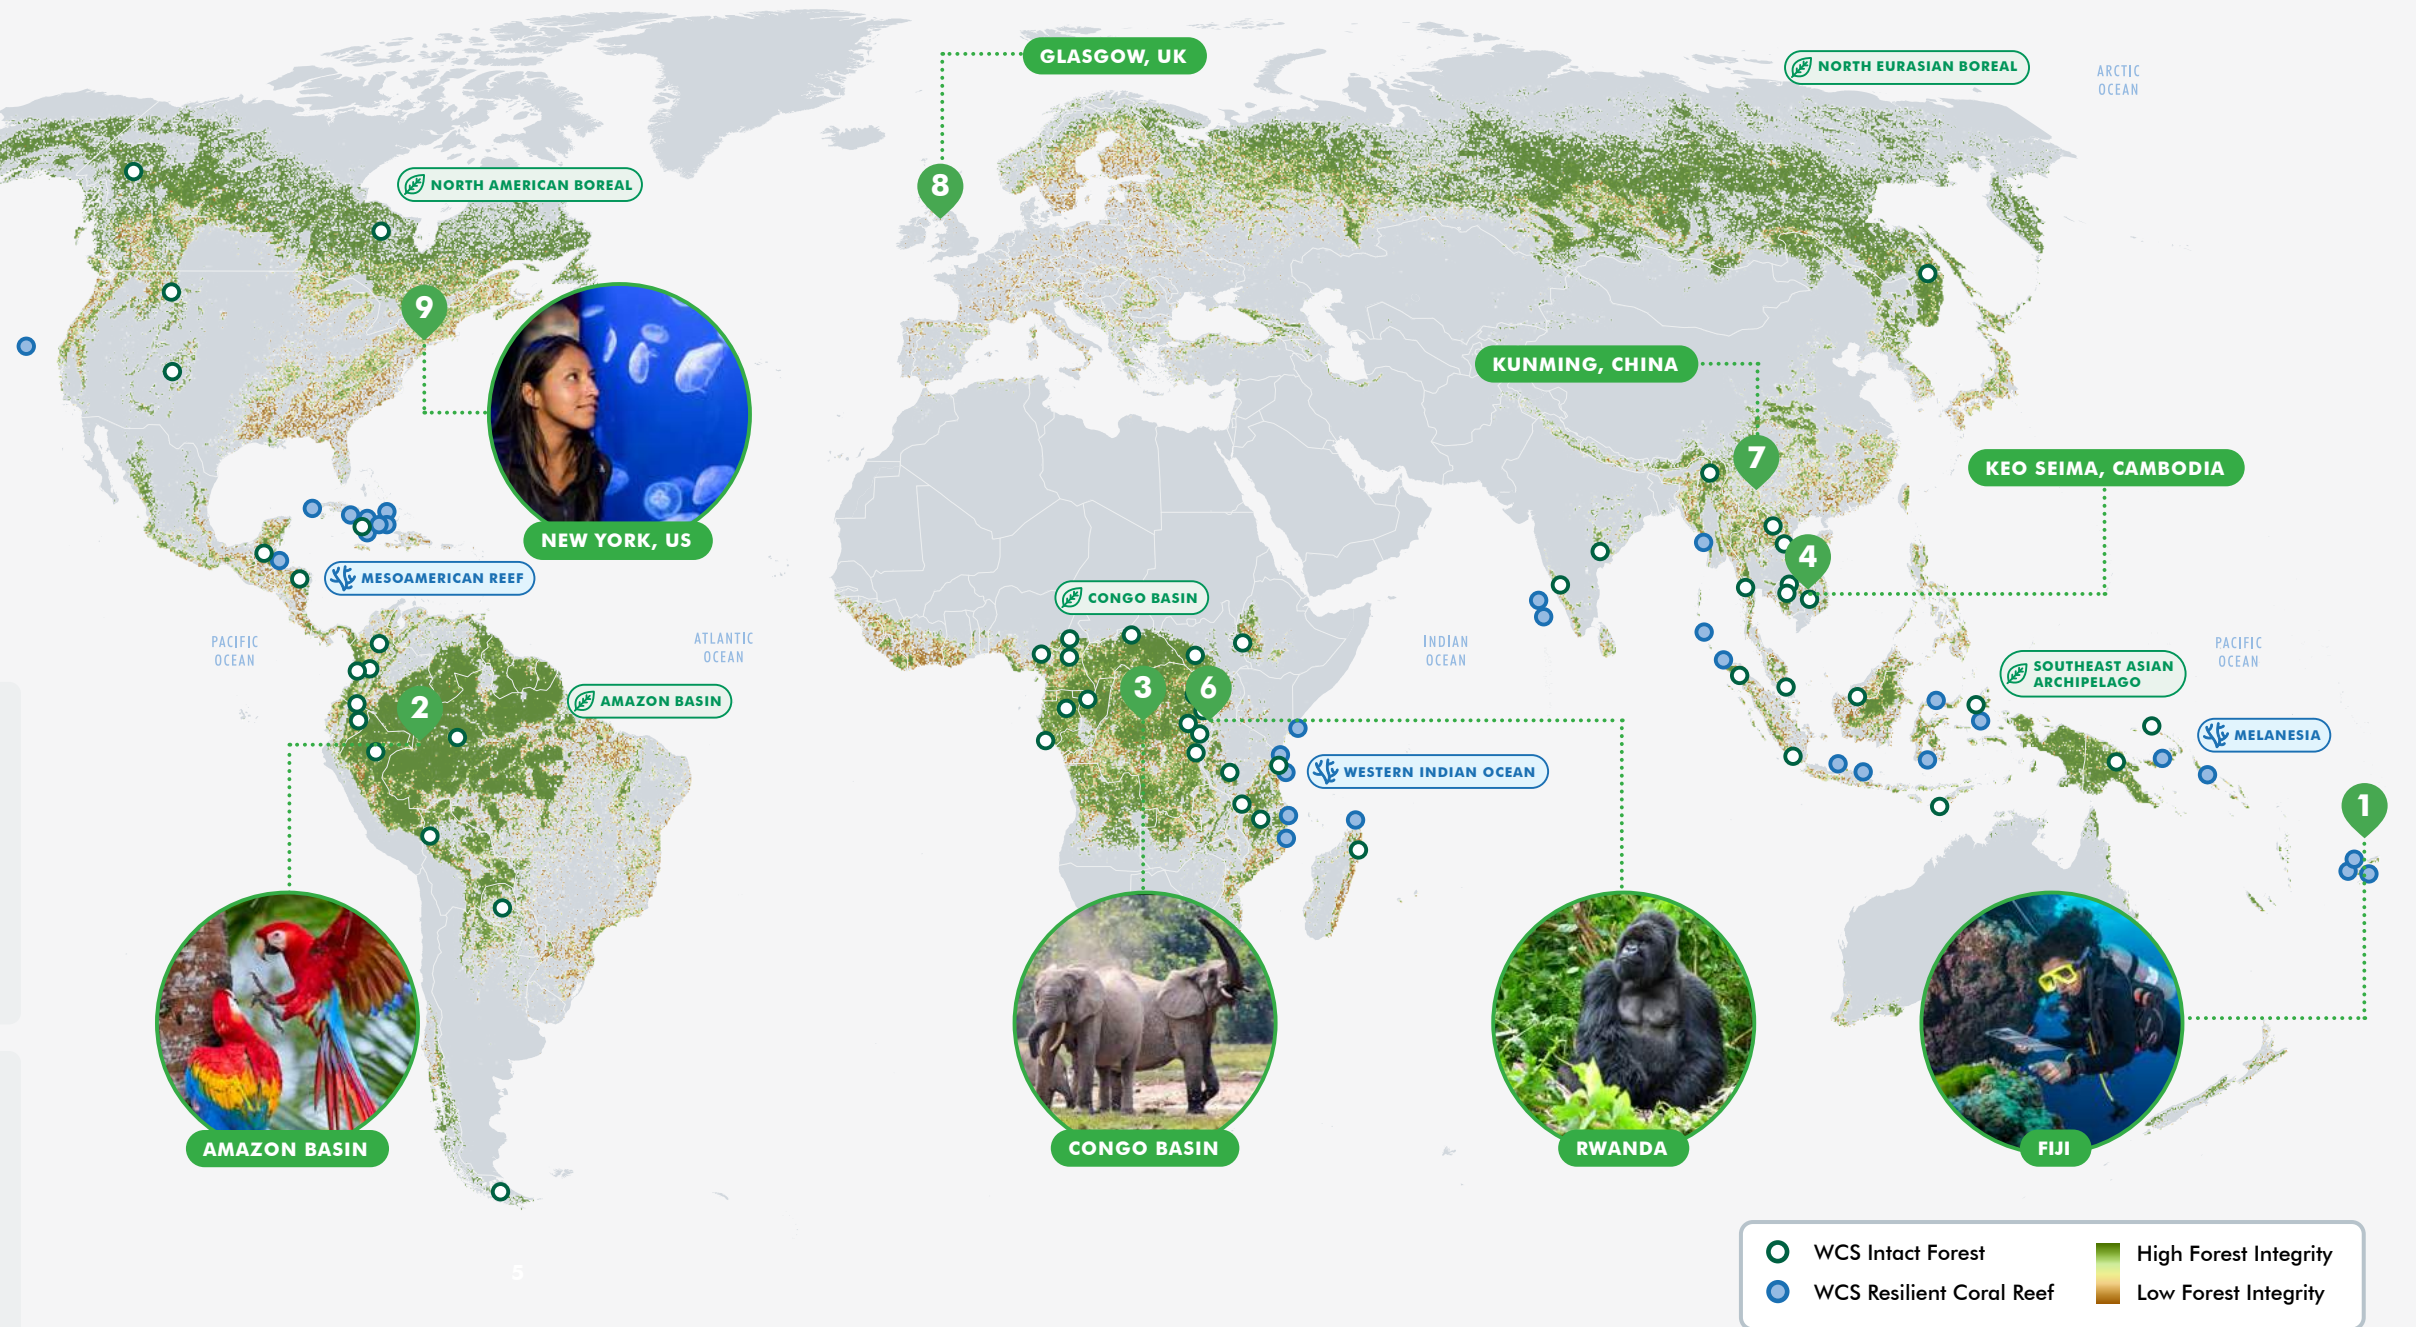 GLASGOW, UK
NORTH EURASIAN BOREAL
ARCTIC
OCEAN
8
NORTH AMERICAN BOREAL
9
KUNMING, CHINA
7
KEO SEIMA, CAMBODIA
NEW YORK, US
4
MESOAMERICAN REEF
CONGO BASIN
PACIFIC
OCEAN
ATLANTIC
OCEAN
INDIAN
OCEAN
PACIFIC
OCEAN
SOUTHEAST ASIAN
ARCHIPELAGO
2
AMAZON BASIN
3
6
MELANESIA
WESTERN INDIAN OCEAN
1
AMAZON BASIN
CONGO BASIN
RWANDA
FIJI
WCS Intact Forest
WCS Resilient Coral Reef
High Forest Integrity
Low Forest Integrity
5